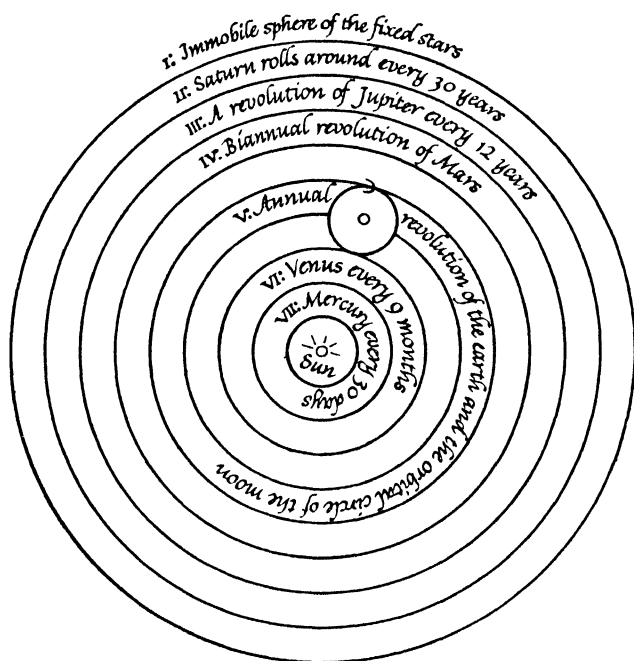 I: Immobile sphere of the fixed stars
II: Saturn rolls around every 30 years
III: A revolution of Jupiter every 12 years
IV: Biannual revolution of Mars
V: Annual revolution of the earth and the orbital circle of the moon
VI: Venus every 9 months
VII: Mercury every 30 days
Sun